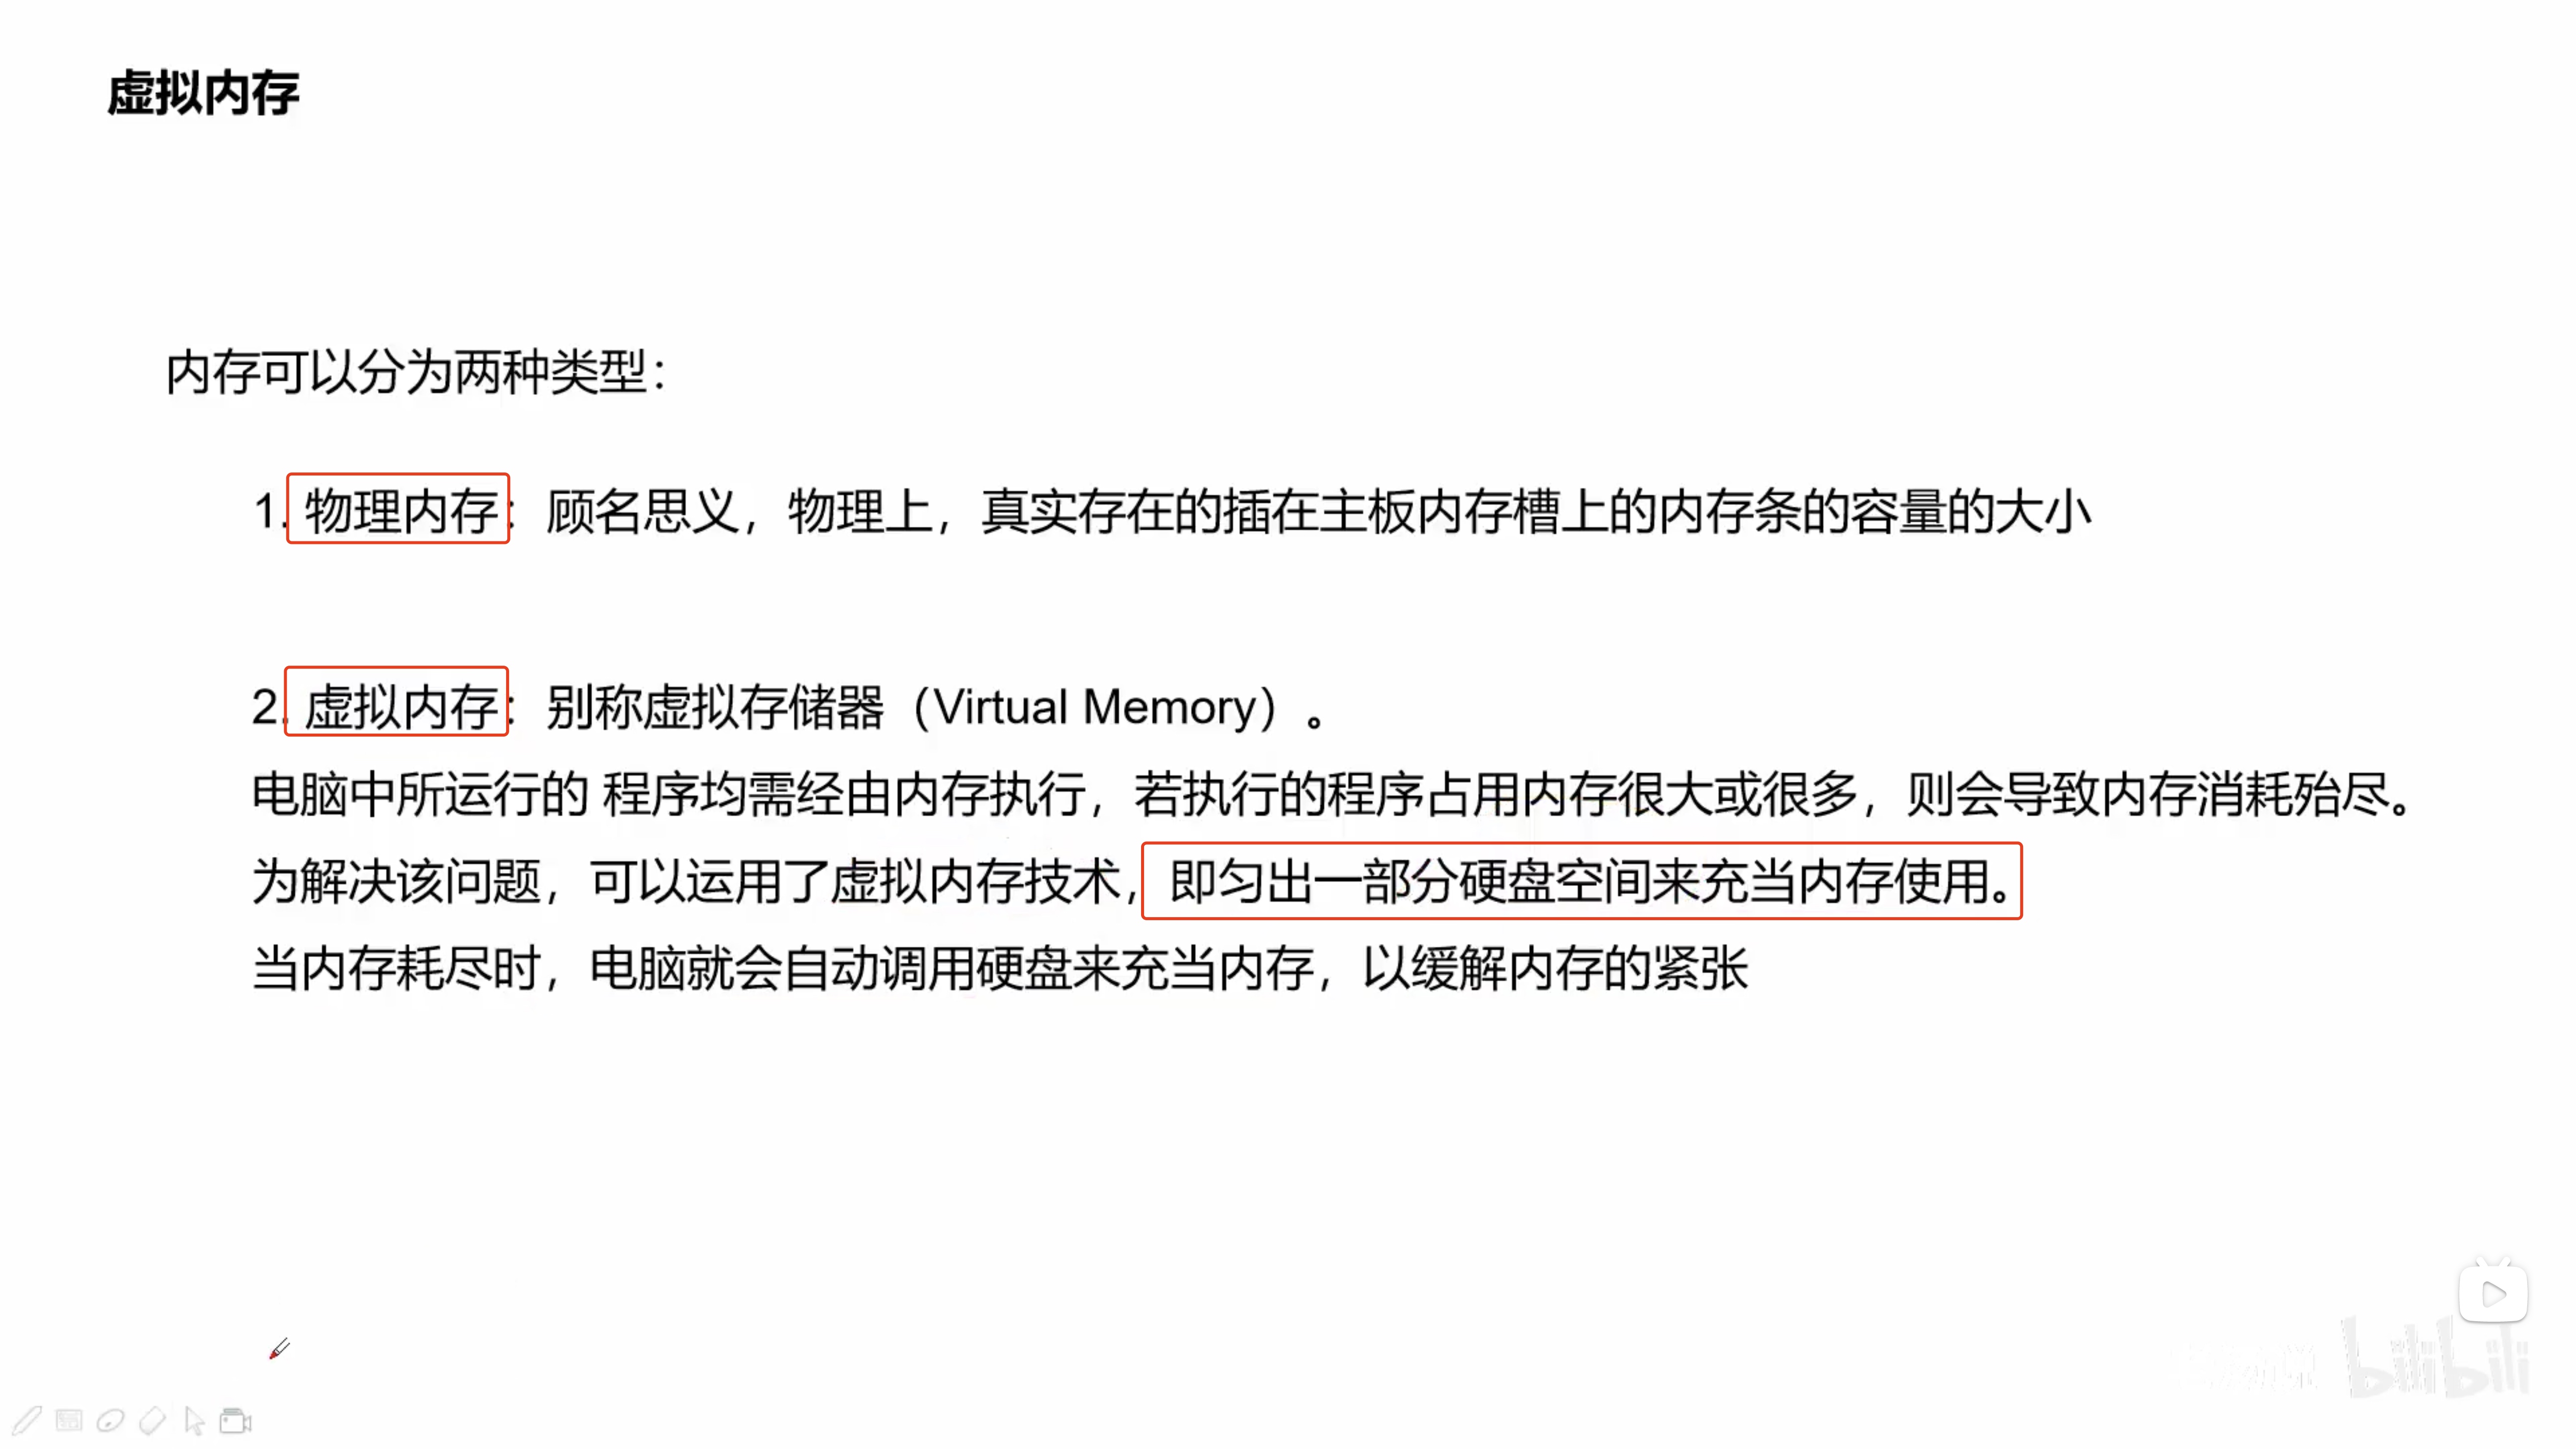 虚拟内存
内存可以分为两种类型：
1. 物理内存：顾名思义，物理上，真实存在的插在主板内存槽上的内存条的容量的大小
2. 虚拟内存：别称虚拟存储器（Virtual Memory）。
电脑中所运行的 程序均需经由内存执行，若执行的程序占用内存很大或很多，则会导致内存消耗殆尽。
为解决该问题，可以运用了虚拟内存技术，即匀出一部分硬盘空间来充当内存使用。
当内存耗尽时，电脑就会自动调用硬盘来充当内存，以缓解内存的紧张
bilibili